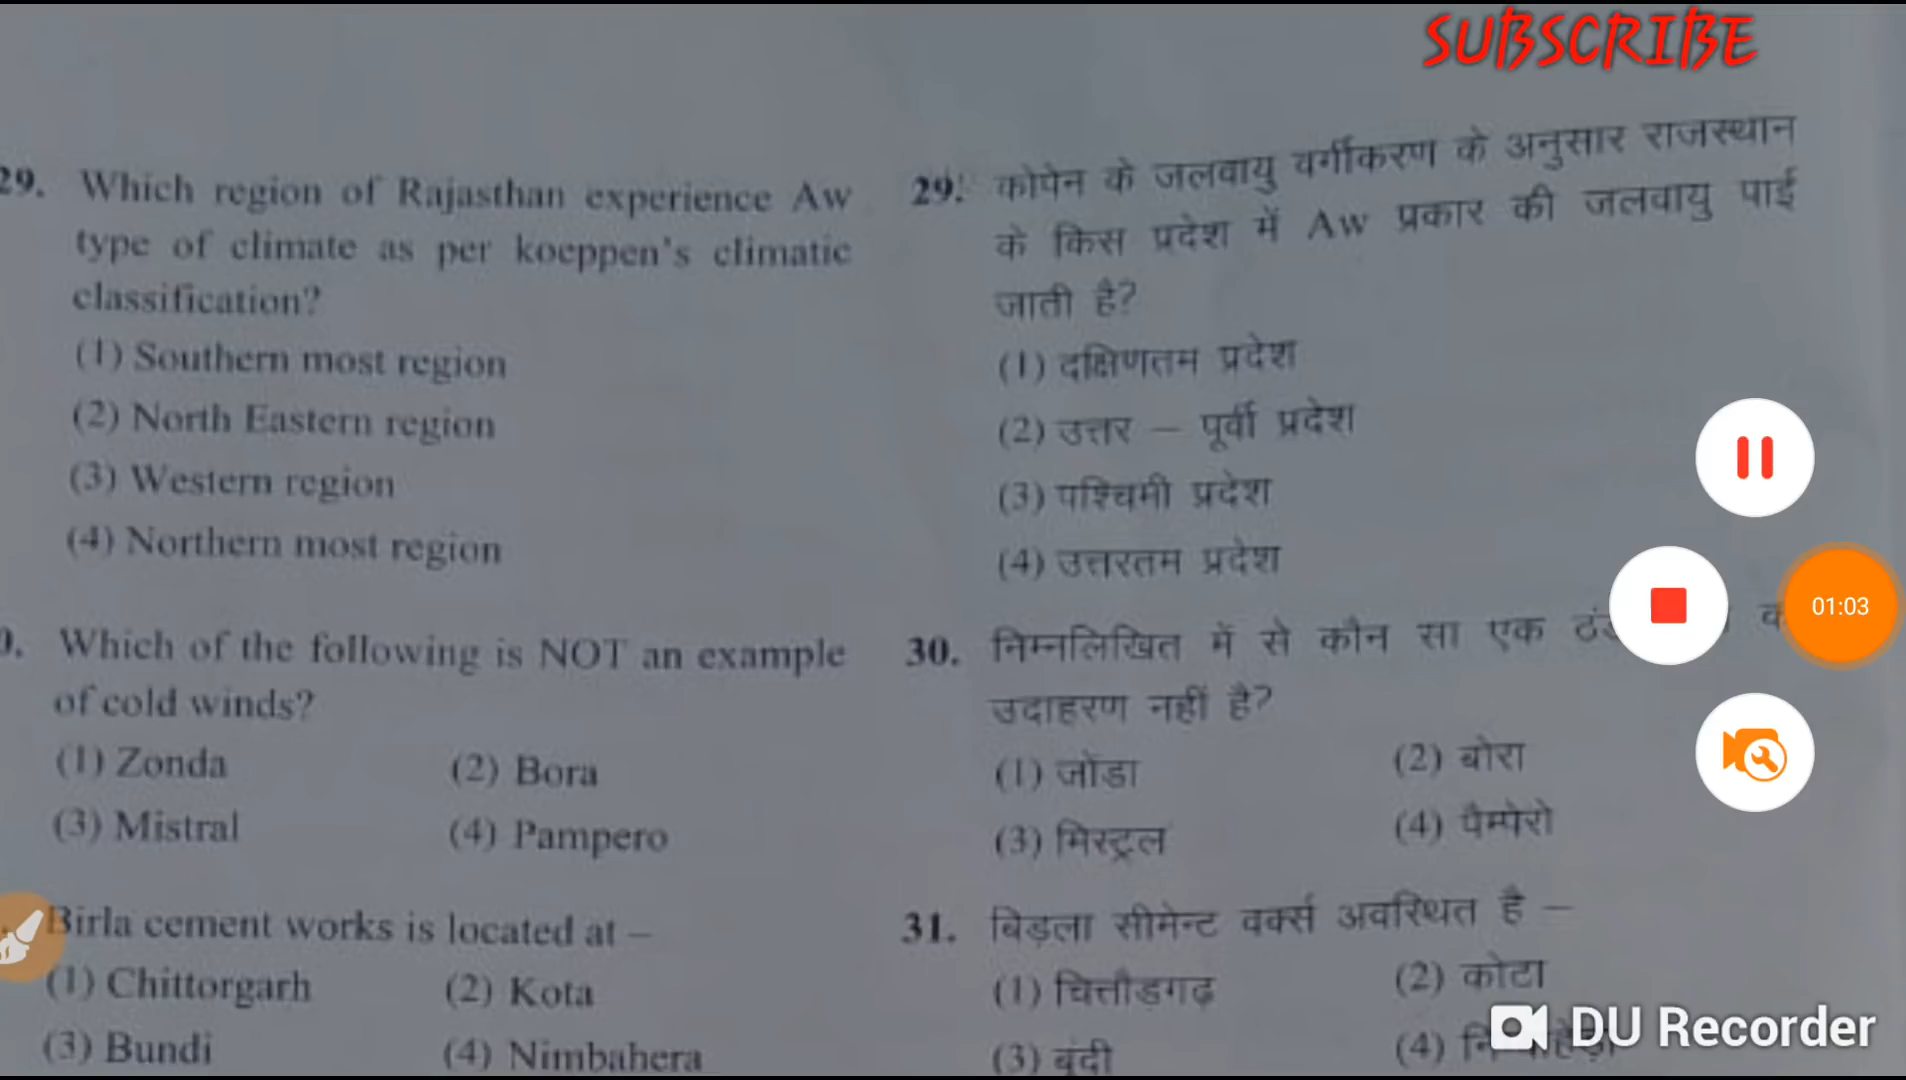 SUBSCRIBE
29. Which region of Rajasthan experience Aw
type of climate as per koeppen's climatic
classification?
(1) Southern most region
(2) North Eastern region
(3) Western region
(4) Northern most region
0. Which of the following is NOT an example
of cold winds?
(1) Zonda (2) Bora
(3) Mistral (4) Pampero
Birla cement works is located at –
(1) Chittorgarh (2) Kota
(3) Bundi (4) Nimbahera
29. कोपेन के जलवायु वर्गीकरण के अनुसार राजस्थान
के किस प्रदेश में Aw प्रकार की जलवायु पाई
जाती है?
(1) दक्षिणतम प्रदेश
(2) उत्तर – पूर्वी प्रदेश
(3) पश्चिमी प्रदेश
(4) उत्तरतम प्रदेश
30. निम्नलिखित में से कौन सा एक
उदाहरण नहीं है?
(1) जोंडा (2) बोरा
(3) मिस्ट्रल (4) पैम्पेरो
31. बिड़ला सीमेन्ट वर्क्स अवस्थित है –
(1) चित्तौड़गढ़ (2) कोटा
(3) बूंदी (4)
01:03
DU Recorder